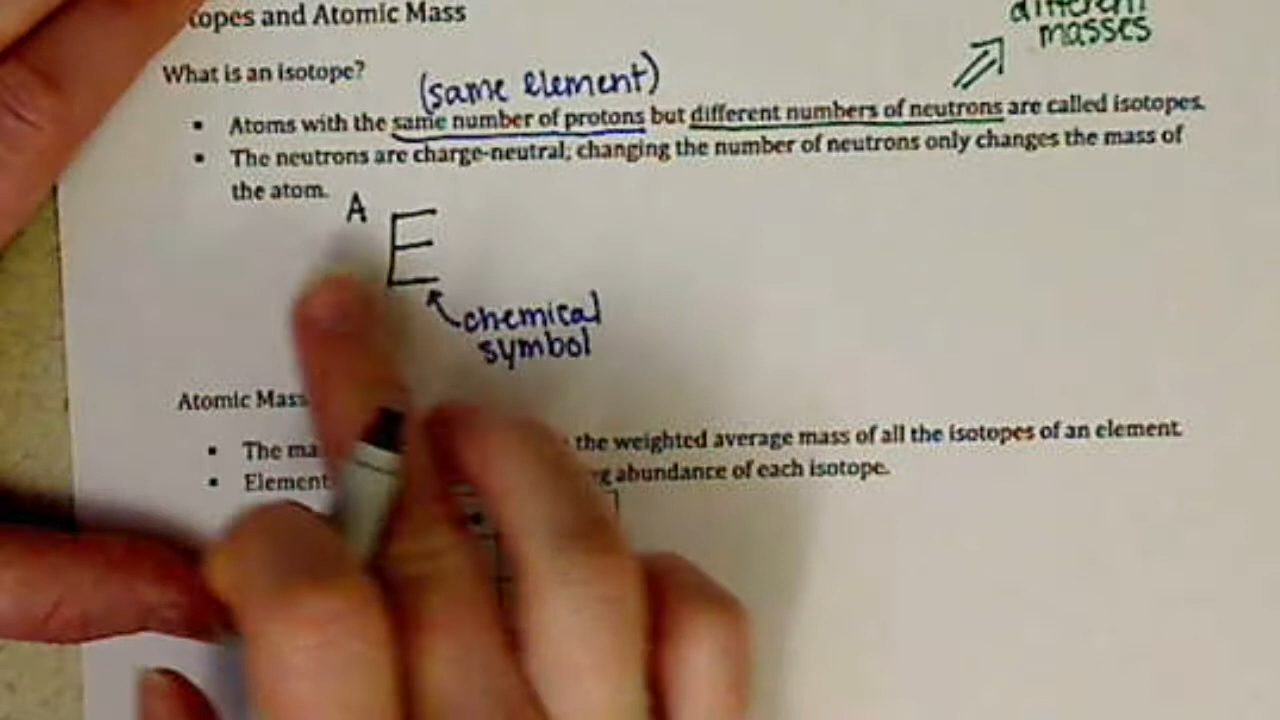 topes and Atomic Mass
different
masses
What is an isotope?
(same element)
▪ Atoms with the same number of protons but different numbers of neutrons are called isotopes.
▪ The neutrons are charge-neutral; changing the number of neutrons only changes the mass of
the atom.
A
E
chemical
symbol
Atomic Mass
▪ The ma the weighted average mass of all the isotopes of an element.
▪ Element abundance of each isotope.